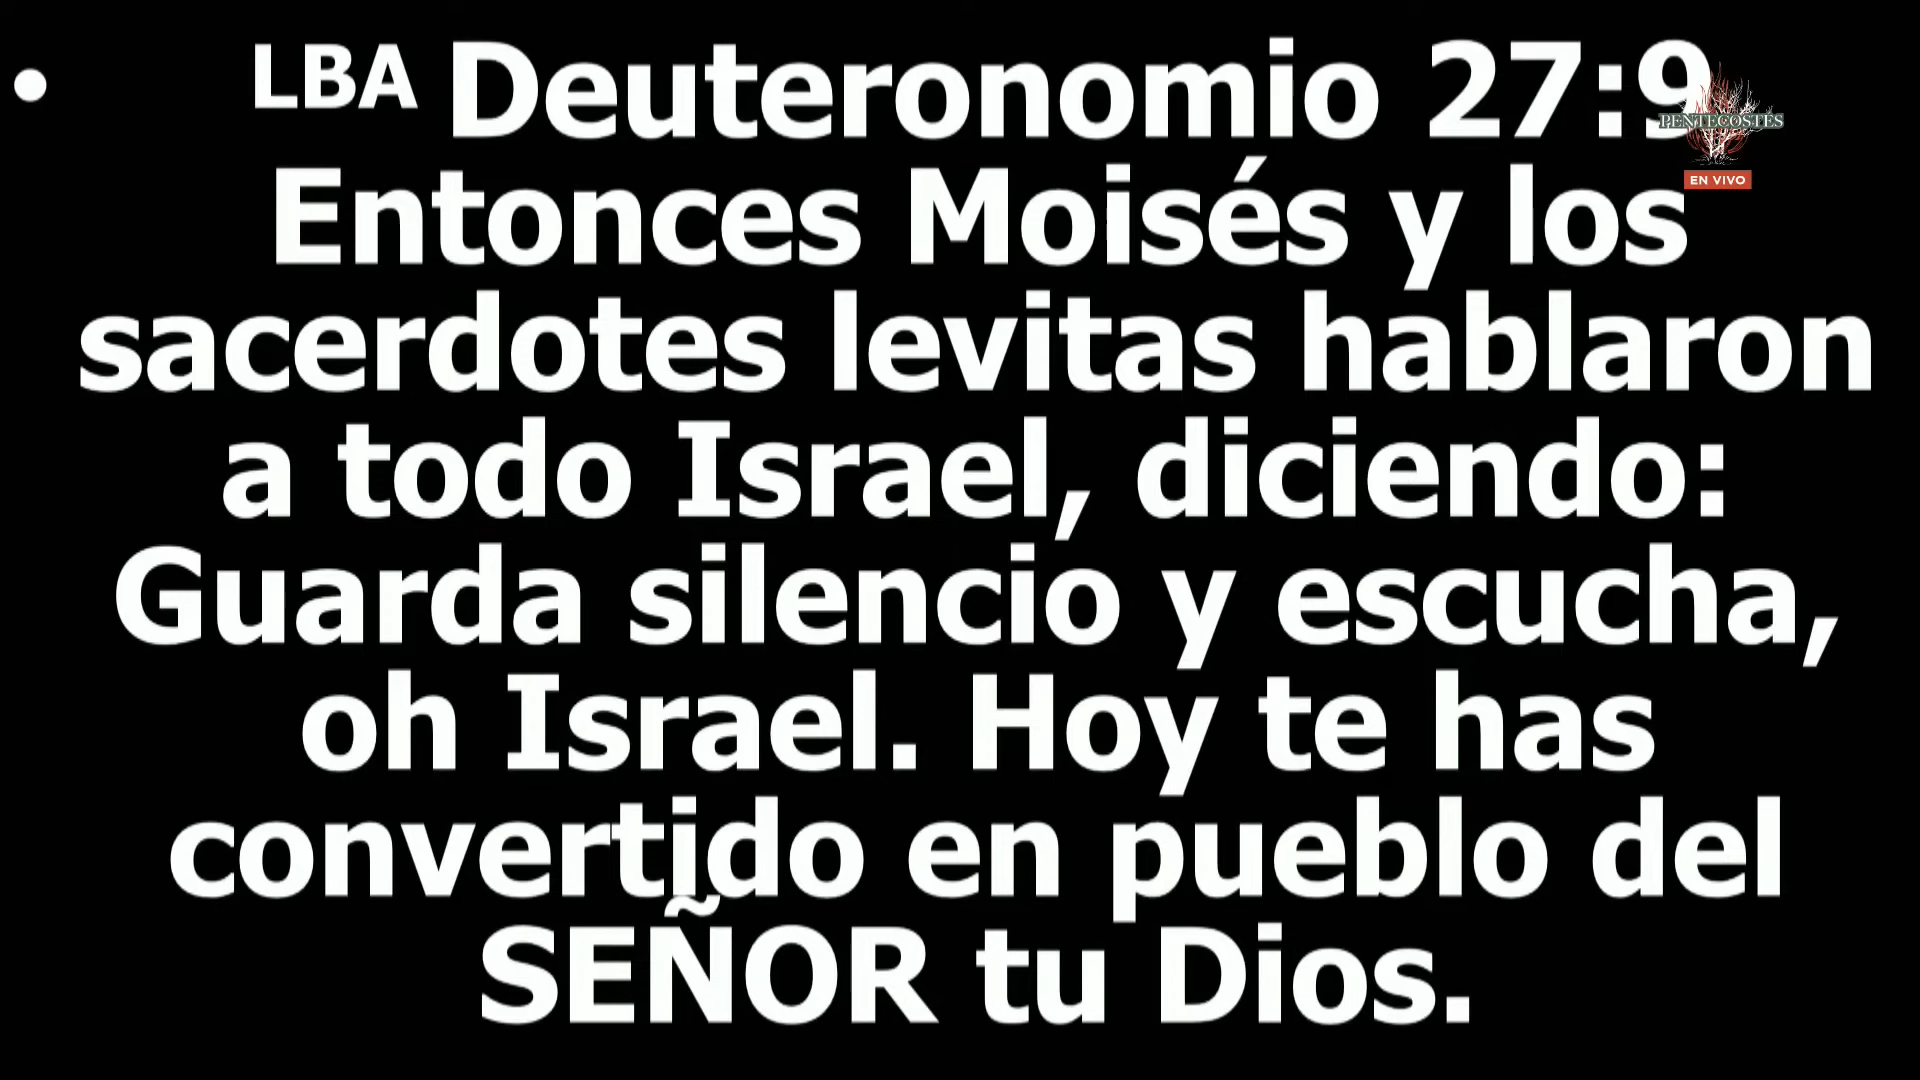 • LBA Deuteronomio 27:9
PENTECOSTÉS
EN VIVO
Entonces Moisés y los
sacerdotes levitas hablaron
a todo Israel, diciendo:
Guarda silencio y escucha,
oh Israel. Hoy te has
convertido en pueblo del
SEÑOR tu Dios.